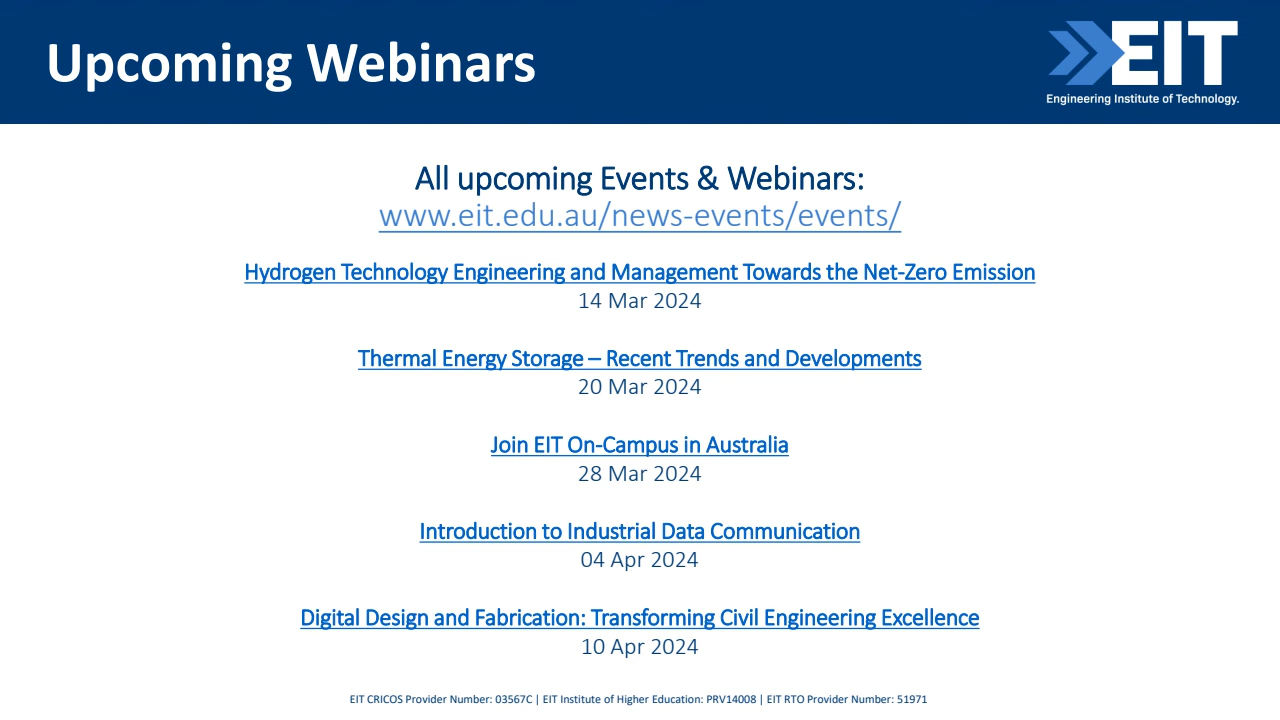 Upcoming Webinars
EIT
Engineering Institute of Technology.
All upcoming Events & Webinars:
www.eit.edu.au/news-events/events/
Hydrogen Technology Engineering and Management Towards the Net-Zero Emission
14 Mar 2024
Thermal Energy Storage – Recent Trends and Developments
20 Mar 2024
Join EIT On-Campus in Australia
28 Mar 2024
Introduction to Industrial Data Communication
04 Apr 2024
Digital Design and Fabrication: Transforming Civil Engineering Excellence
10 Apr 2024
EIT CRICOS Provider Number: 03567C | EIT Institute of Higher Education: PRV14008 | EIT RTO Provider Number: 51971